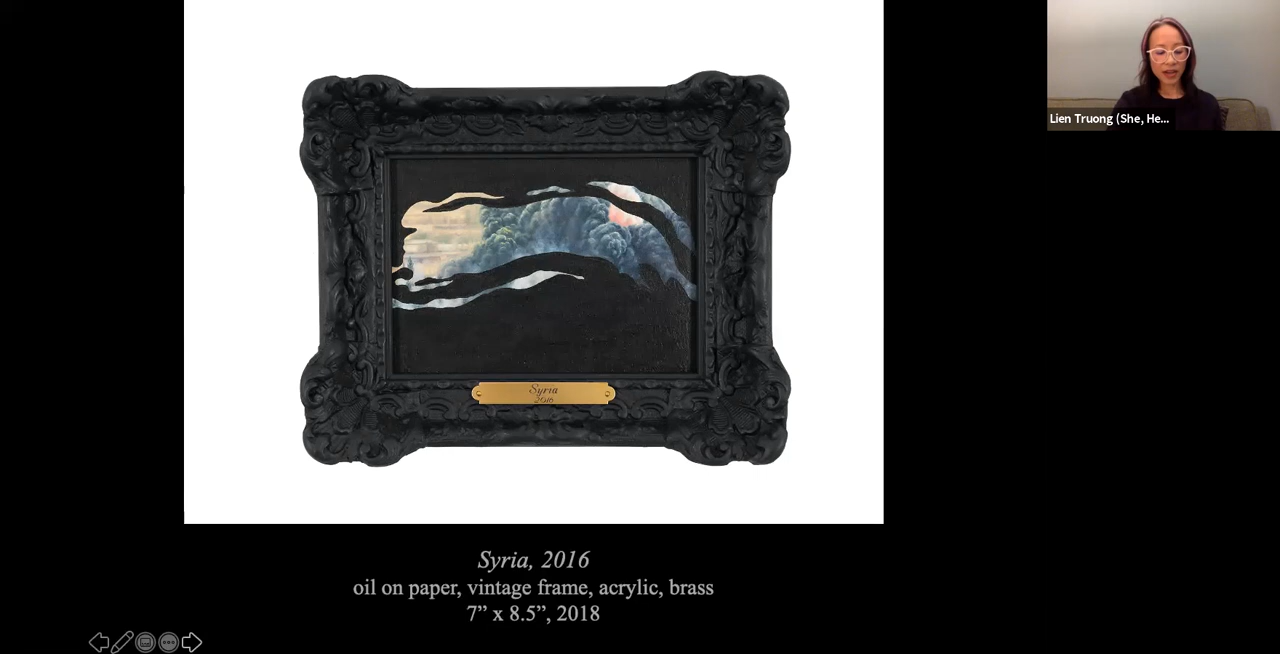 Lien Truong (She, He...
Syria
2016
Syria, 2016
oil on paper, vintage frame, acrylic, brass
7” x 8.5”, 2018